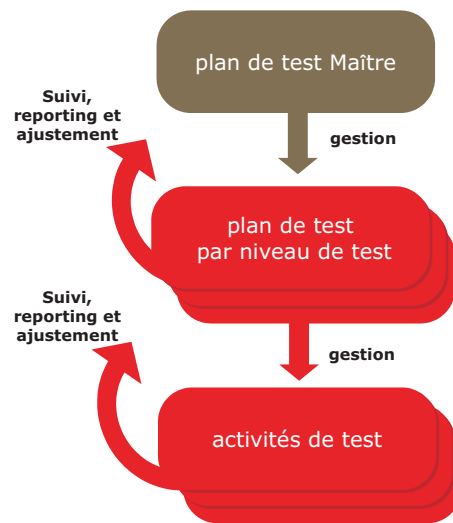 plan de test Maître
Suivi,
reporting et
ajustement
gestion
plan de test
par niveau de test
Suivi,
reporting et
ajustement
gestion
activités de test